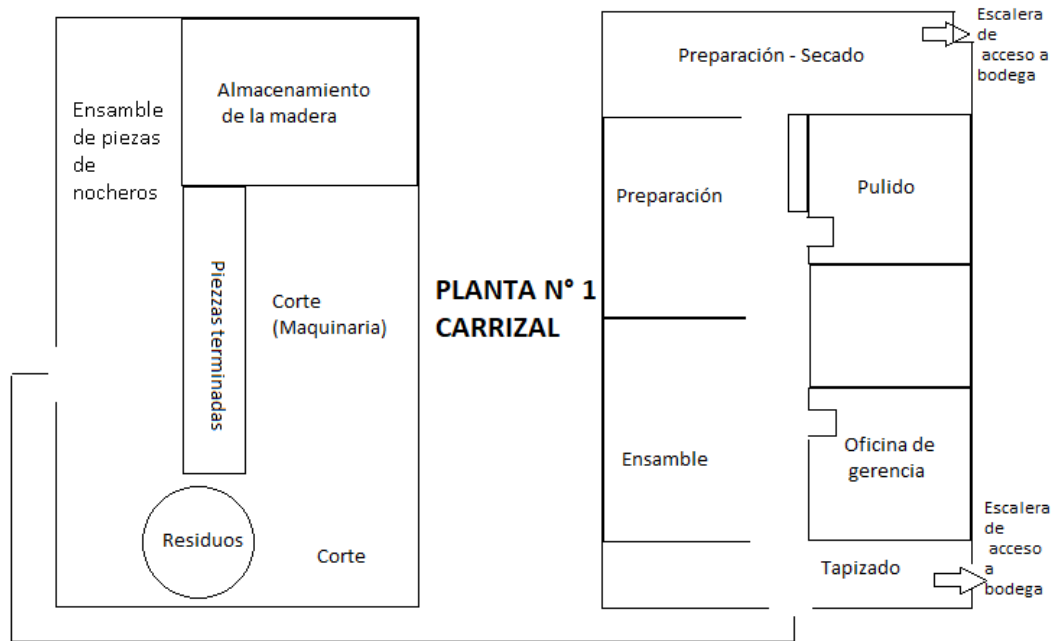 Ensamble
de piezas
de
nocheros
Almacenamiento
de la madera
Piezzas terminadas
Corte
(Maquinaria)
Residuos
Corte
PLANTA N° 1
CARRIZAL
Preparación - Secado
Escalera
de
acceso a
bodega
Preparación
Pulido
Ensamble
Oficina de
gerencia
Tapizado
Escalera
de
acceso
a
bodega